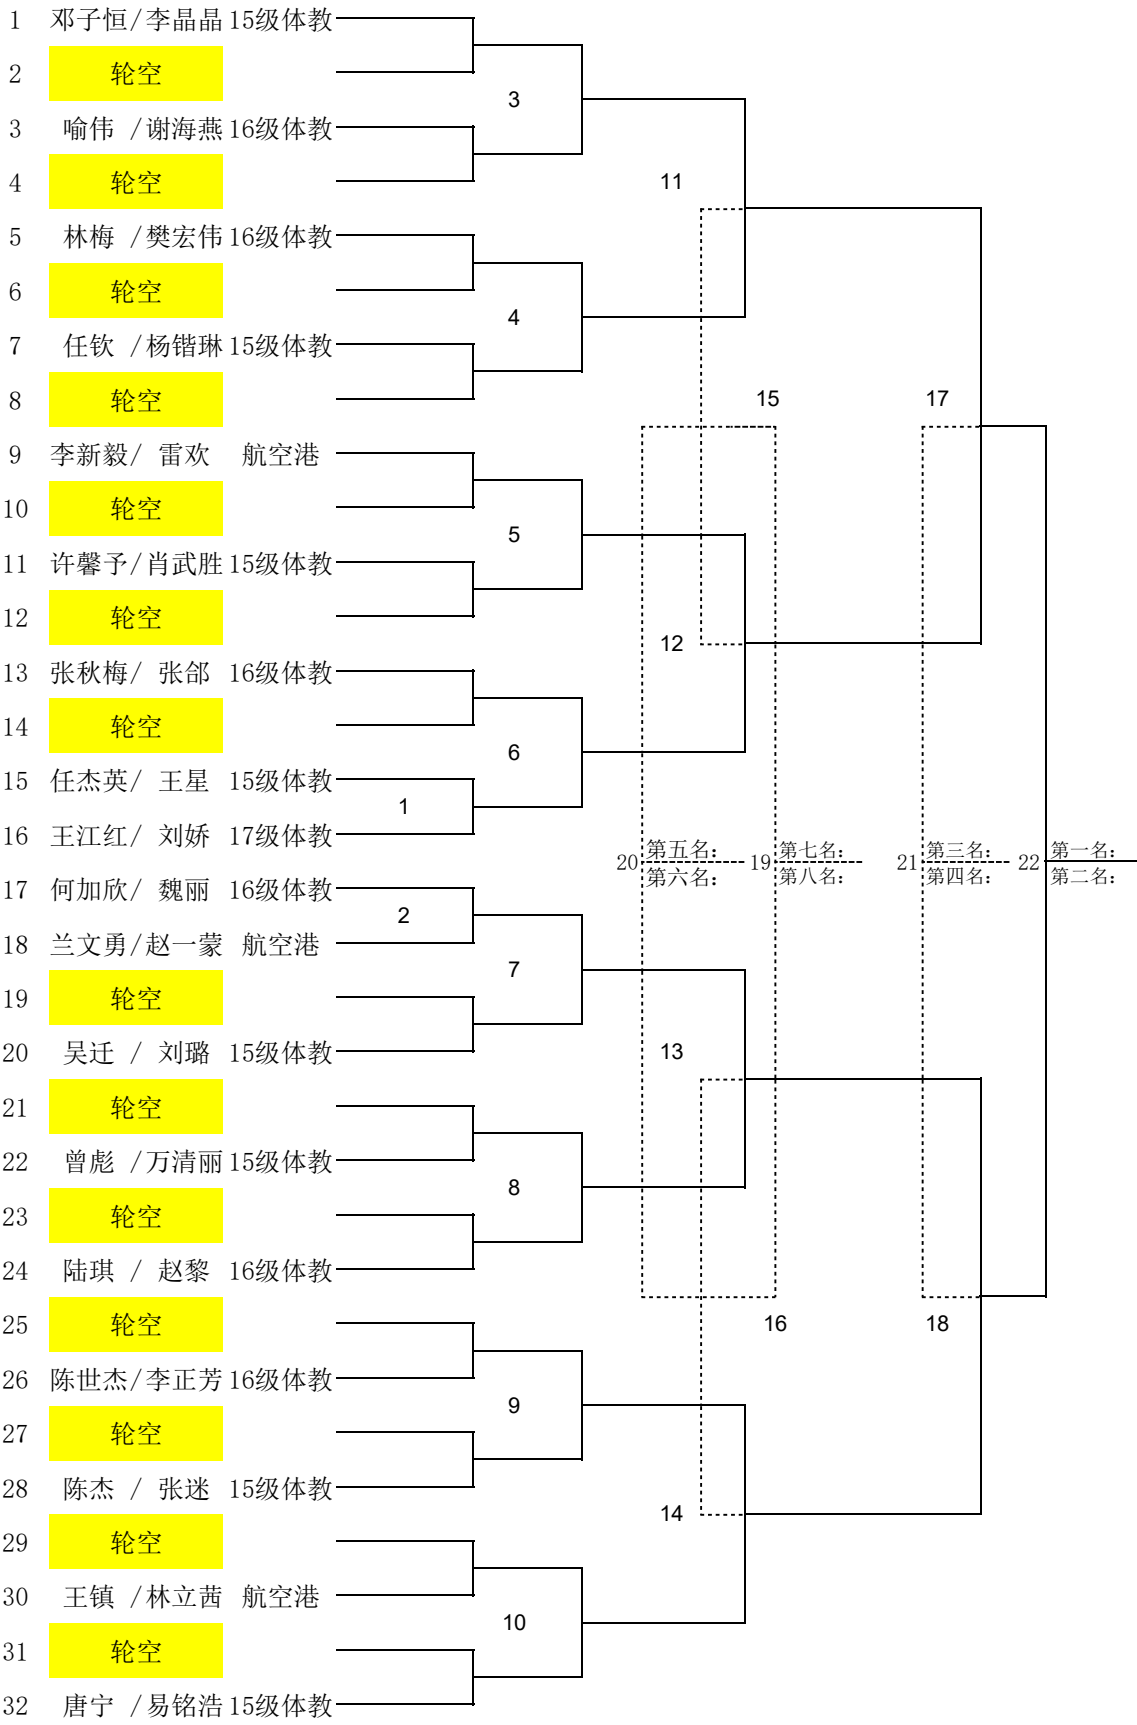 1 邓子恒/李晶晶 15级体教
2 轮空
3
3 喻伟 /谢海燕 16级体教
4 轮空
11
5 林梅 /樊宏伟 16级体教
6 轮空
4
7 任钦 /杨锴琳 15级体教
8 轮空
15 17
9 李新毅/ 雷欢 航空港
10 轮空
5
11 许馨予/肖武胜 15级体教
12 轮空
12
13 张秋梅/ 张郃 16级体教
14 轮空
6
15 任杰英/ 王星 15级体教
1
16 王江红/ 刘娇 17级体教
20 第五名: 19 第七名: 21 第三名: 22 第一名:
第六名: 第八名: 第四名: 第二名:
17 何加欣/ 魏丽 16级体教
2
18 兰文勇/赵一蒙 航空港
7
19 轮空
20 吴迁 / 刘璐 15级体教
13
21 轮空
22 曾彪 /万清丽 15级体教
8
23 轮空
24 陆琪 / 赵黎 16级体教
25 轮空
16 18
26 陈世杰/李正芳 16级体教
9
27 轮空
28 陈杰 / 张迷 15级体教
14
29 轮空
30 王镇 /林立茜 航空港
10
31 轮空
32 唐宁 /易铭浩 15级体教